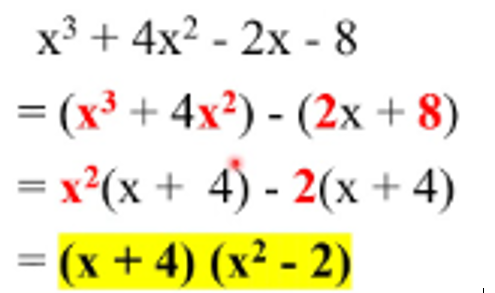 x³ + 4x² - 2x - 8
= (x³ + 4x²) - (2x + 8)
= x²(x + 4) - 2(x + 4)
= (x + 4) (x² - 2)